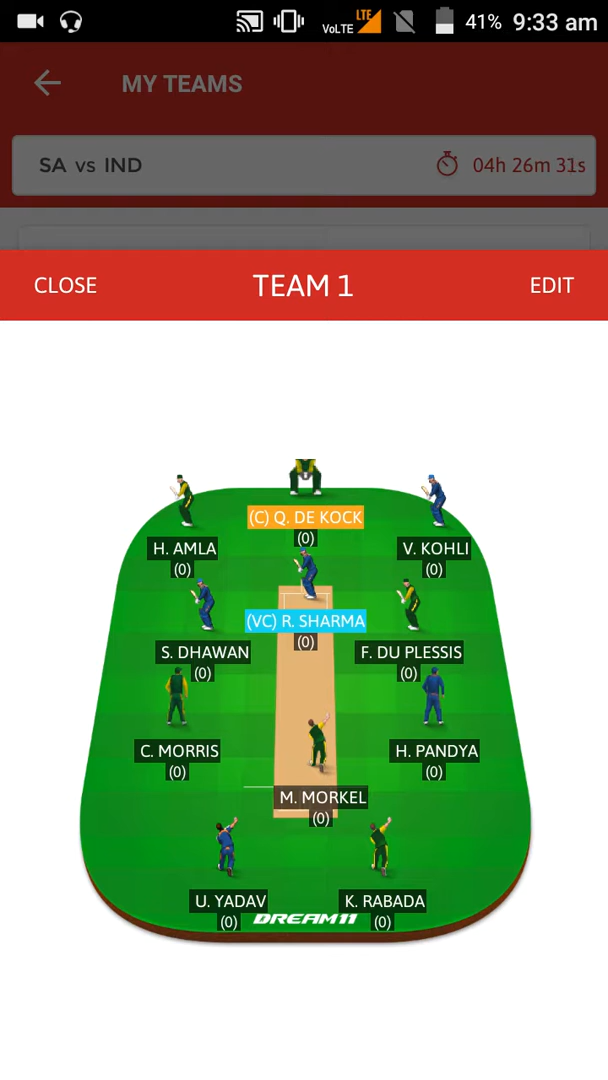 VoLTE LTE 41% 9:33 am
MY TEAMS
SA vs IND 04h 26m 31s
CLOSE TEAM 1 EDIT
(C) Q. DE KOCK
(0)
H. AMLA V. KOHLI
(0) (0)
(VC) R. SHARMA
(0)
S. DHAWAN F. DU PLESSIS
(0) (0)
C. MORRIS H. PANDYA
(0) (0)
M. MORKEL
(0)
U. YADAV K. RABADA
(0) DREAM11 (0)